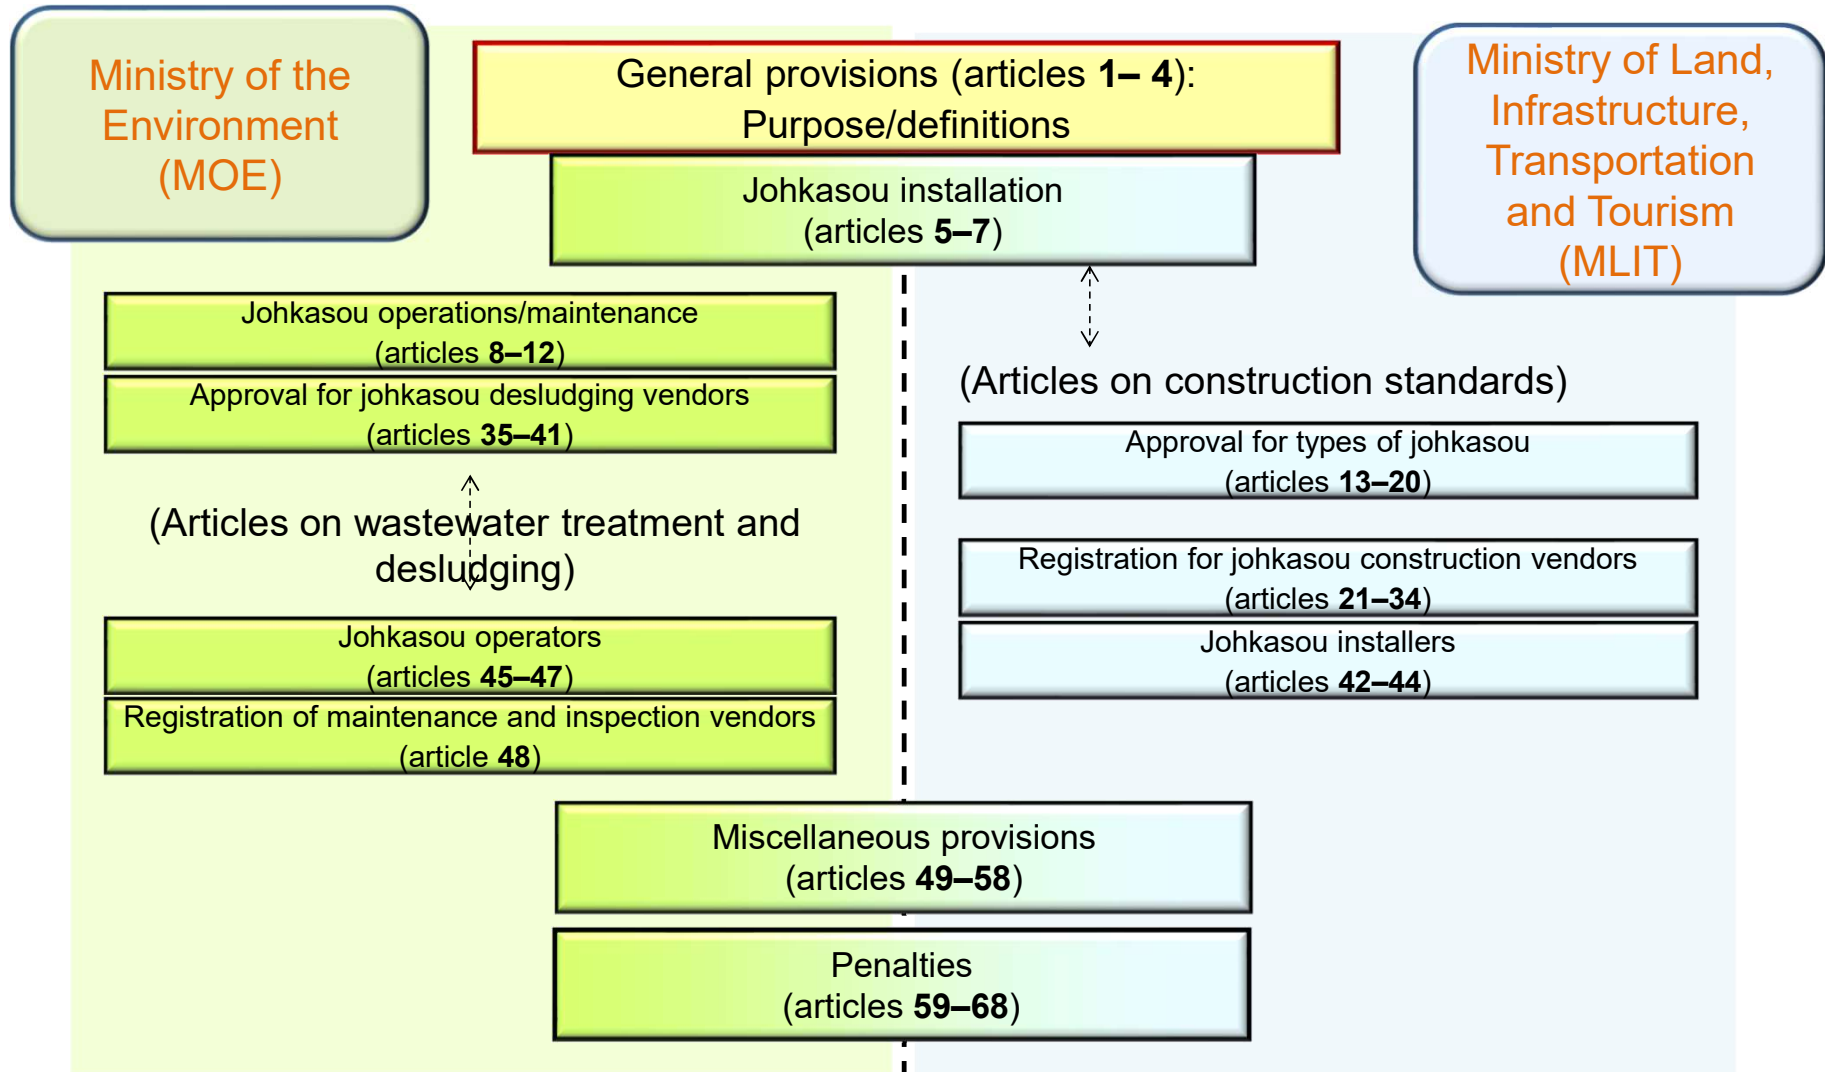 Ministry of the
Environment
(MOE)
General provisions (articles 1– 4):
Purpose/definitions
Ministry of Land,
Infrastructure,
Transportation
and Tourism
(MLIT)
Johkasou installation
(articles 5–7)
Johkasou operations/maintenance
(articles 8–12)
Approval for johkasou desludging vendors
(articles 35–41)
(Articles on wastewater treatment and
desludging)
Johkasou operators
(articles 45–47)
Registration of maintenance and inspection vendors
(article 48)
(Articles on construction standards)
Approval for types of johkasou
(articles 13–20)
Registration for johkasou construction vendors
(articles 21–34)
Johkasou installers
(articles 42–44)
Miscellaneous provisions
(articles 49–58)
Penalties
(articles 59–68)